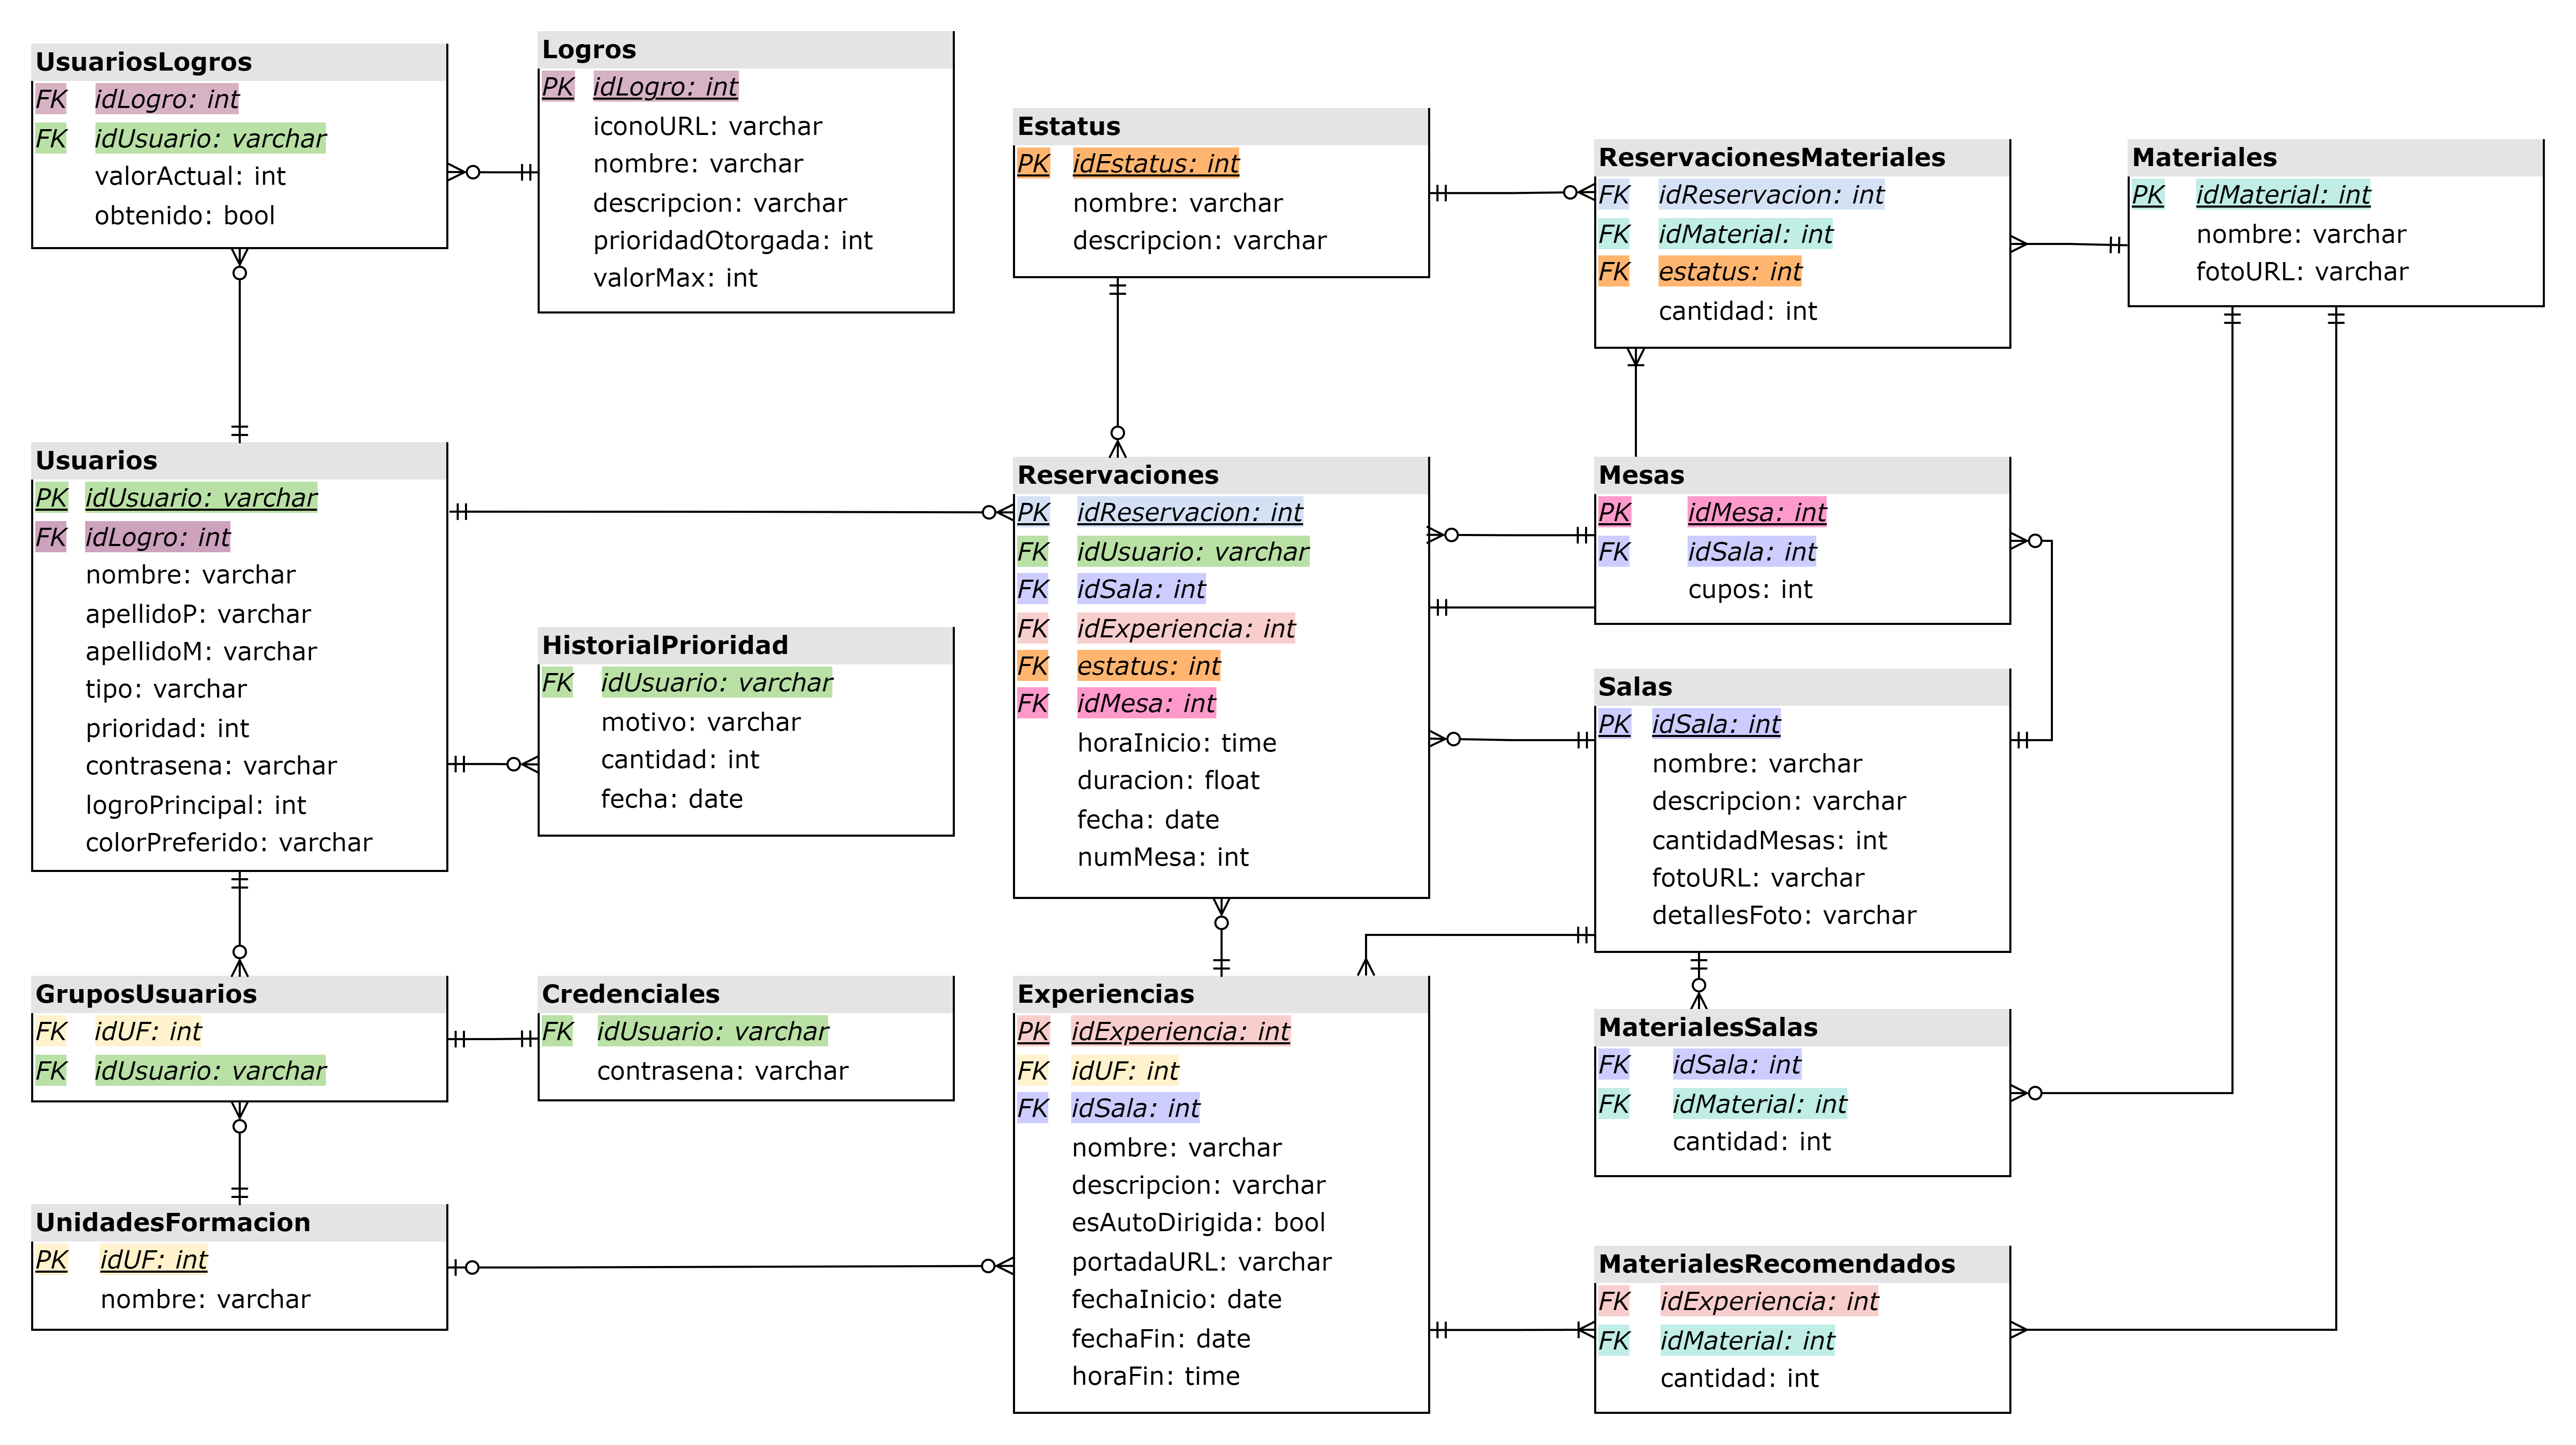 UsuariosLogros
FK idLogro: int
FK idUsuario: varchar
valorActual: int
obtenido: bool
Logros
PK idLogro: int
iconoURL: varchar
nombre: varchar
descripcion: varchar
prioridadOtorgada: int
valorMax: int
Estatus
PK idEstatus: int
nombre: varchar
descripcion: varchar
ReservacionesMateriales
FK idReservacion: int
FK idMaterial: int
FK estatus: int
cantidad: int
Materiales
PK idMaterial: int
nombre: varchar
fotoURL: varchar
Usuarios
PK idUsuario: varchar
FK idLogro: int
nombre: varchar
apellidoP: varchar
apellidoM: varchar
tipo: varchar
prioridad: int
contrasena: varchar
logroPrincipal: int
colorPreferido: varchar
HistorialPrioridad
FK idUsuario: varchar
motivo: varchar
cantidad: int
fecha: date
Reservaciones
PK idReservacion: int
FK idUsuario: varchar
FK idSala: int
FK idExperiencia: int
FK estatus: int
FK idMesa: int
horaInicio: time
duracion: float
fecha: date
numMesa: int
Mesas
PK idMesa: int
FK idSala: int
cupos: int
Salas
PK idSala: int
nombre: varchar
descripcion: varchar
cantidadMesas: int
fotoURL: varchar
detallesFoto: varchar
GruposUsuarios
FK idUF: int
FK idUsuario: varchar
Credenciales
FK idUsuario: varchar
contrasena: varchar
Experiencias
PK idExperiencia: int
FK idUF: int
FK idSala: int
nombre: varchar
descripcion: varchar
esAutoDirigida: bool
portadaURL: varchar
fechaInicio: date
fechaFin: date
horaFin: time
MaterialesSalas
FK idSala: int
FK idMaterial: int
cantidad: int
UnidadesFormacion
PK idUF: int
nombre: varchar
MaterialesRecomendados
FK idExperiencia: int
FK idMaterial: int
cantidad: int